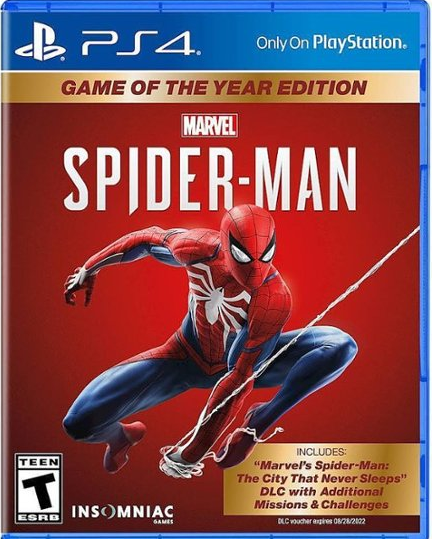 PS4
Only On PlayStation®
GAME OF THE YEAR EDITION
MARVEL
SPIDER-MAN
INCLUDES:
"Marvel's Spider-Man:
The City That Never Sleeps"
DLC with Additional
Missions & Challenges
DLC voucher expires 08/28/2022
TEEN
T
ESRB
INSOMNIAC
GAMES